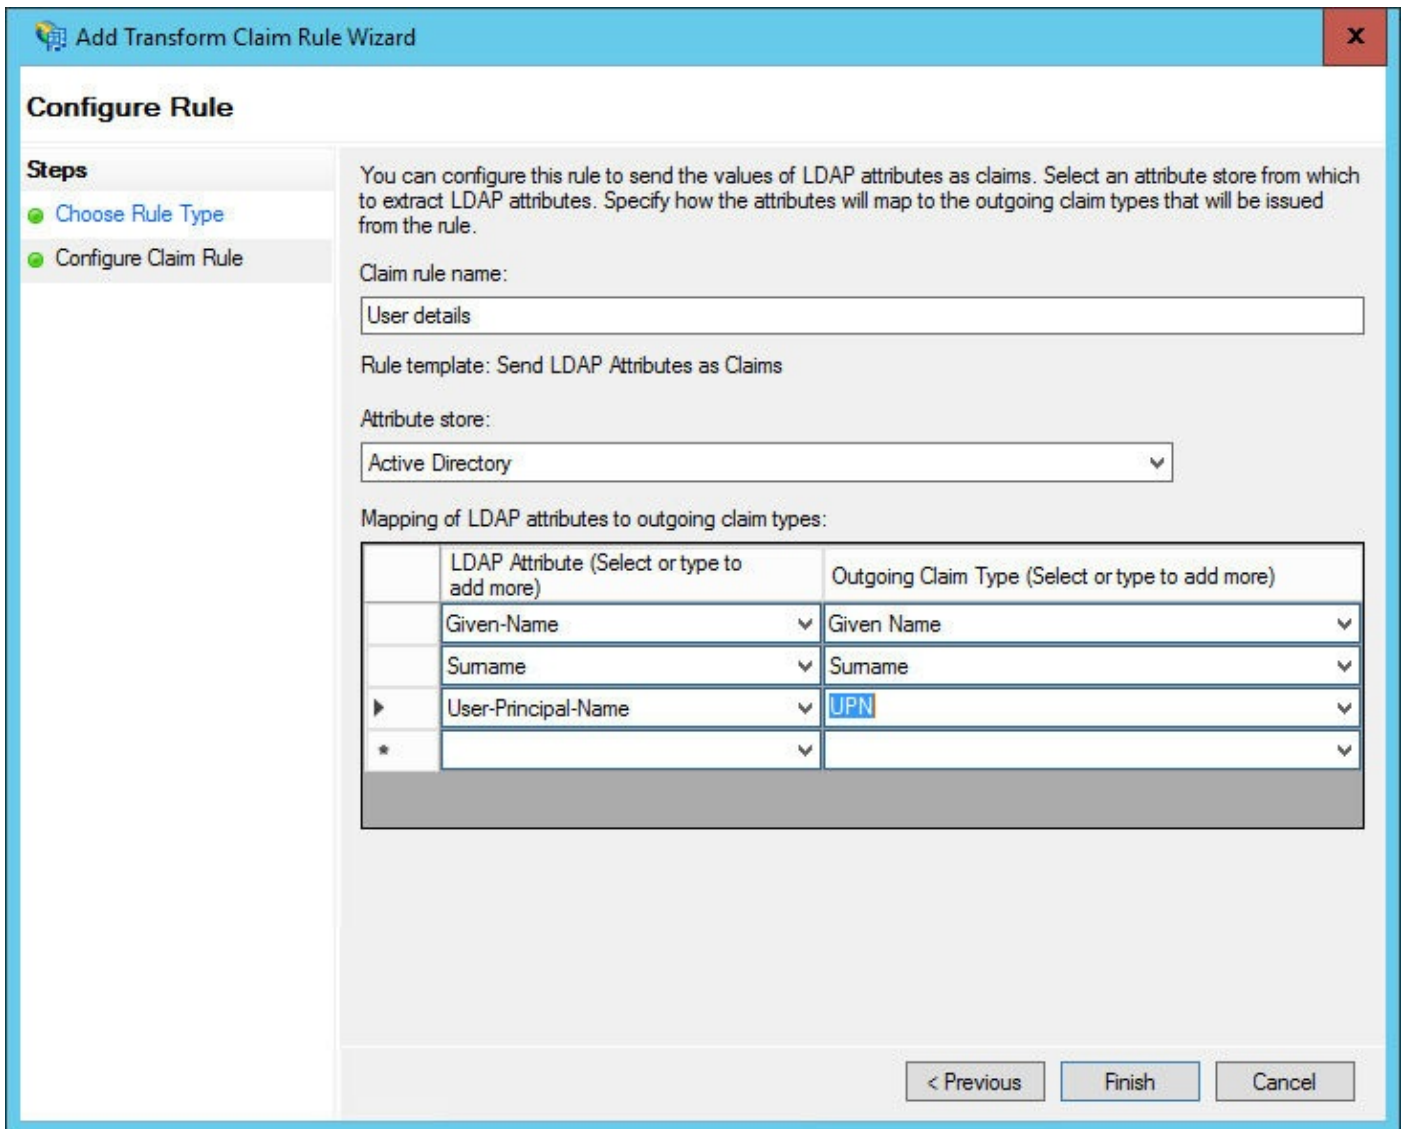 Add Transform Claim Rule Wizard
X
Configure Rule
Steps
Choose Rule Type
Configure Claim Rule
You can configure this rule to send the values of LDAP attributes as claims. Select an attribute store from which
to extract LDAP attributes. Specify how the attributes will map to the outgoing claim types that will be issued
from the rule.
Claim rule name:
User details
Rule template: Send LDAP Attributes as Claims
Attribute store:
Active Directory
Mapping of LDAP attributes to outgoing claim types:
LDAP Attribute (Select or type to
add more)
Outgoing Claim Type (Select or type to add more)
Given-Name
Given Name
Surname
Surname
User-Principal-Name
UPN
*
< Previous
Finish
Cancel